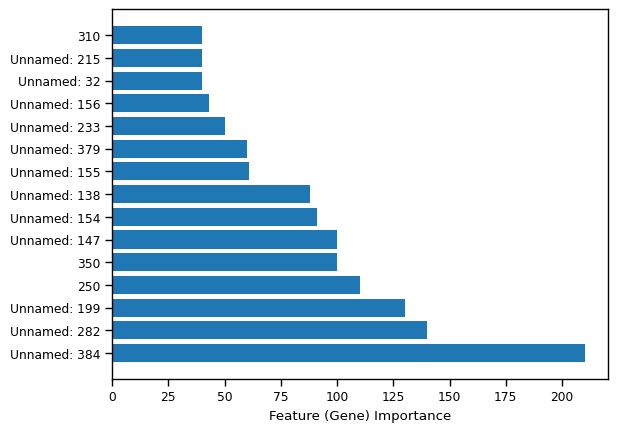 310
Unnamed: 215
Unnamed: 32
Unnamed: 156
Unnamed: 233
Unnamed: 379
Unnamed: 155
Unnamed: 138
Unnamed: 154
Unnamed: 147
350
250
Unnamed: 199
Unnamed: 282
Unnamed: 384
0 25 50 75 100 125 150 175 200
Feature (Gene) Importance